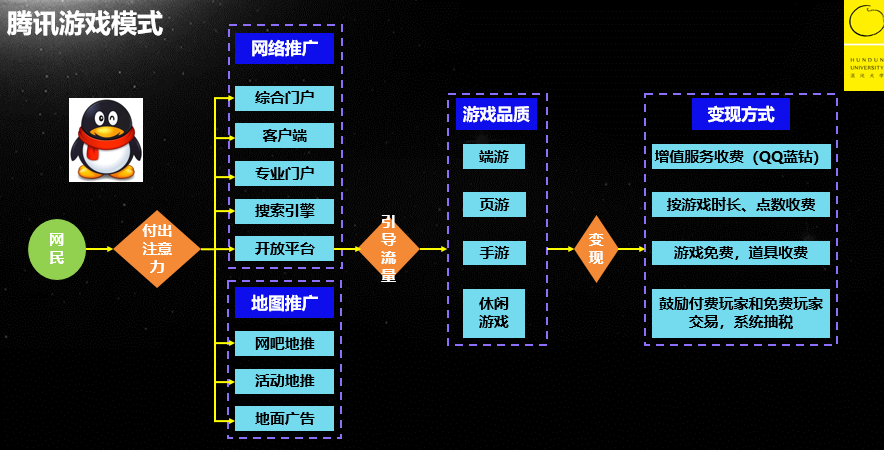 腾讯游戏模式
HUNDUN
UNIVERSITY
混沌大学
网
民
付出
注意
力
网络推广
综合门户
客户端
专业门户
搜索引擎
开放平台
地图推广
网吧地推
活动地推
地面广告
引
导
流
量
游戏品质
端游
页游
手游
休闲
游戏
变
现
变现方式
增值服务收费（QQ蓝钻）
按游戏时长、点数收费
游戏免费，道具收费
鼓励付费玩家和免费玩家
交易，系统抽税